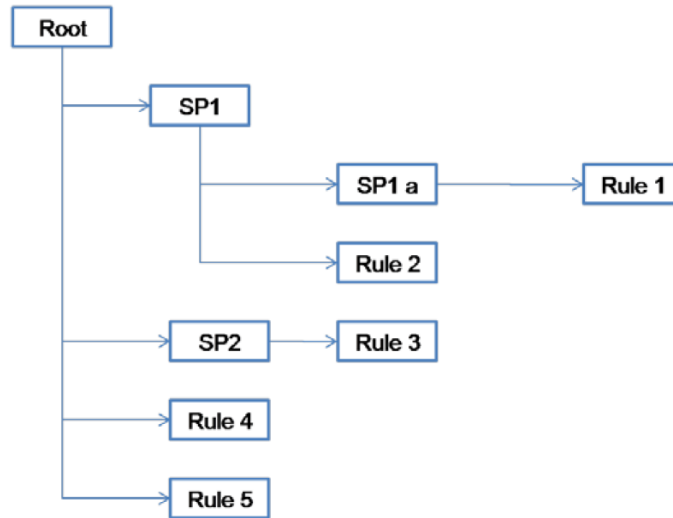 Root
SP1
SP1 a
Rule 1
Rule 2
SP2
Rule 3
Rule 4
Rule 5